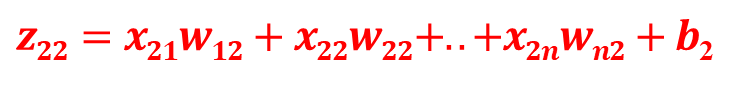 z₂₂ = x₂₁w₁₂ + x₂₂w₂₂+..+x₂ₙwₙ₂ + b₂